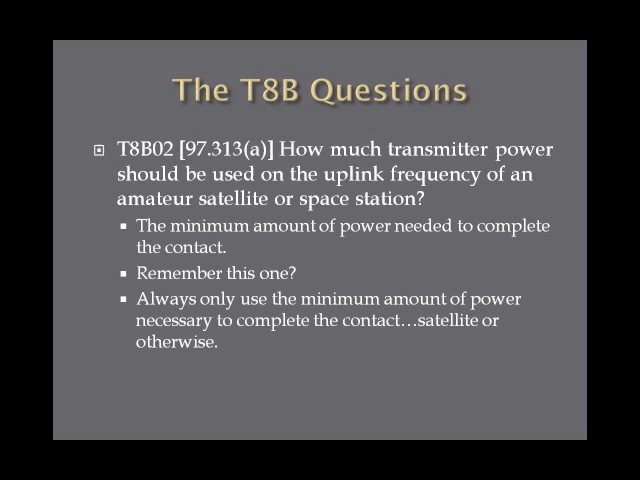 The T8B Questions
T8B02 [97.313(a)] How much transmitter power
should be used on the uplink frequency of an
amateur satellite or space station?
The minimum amount of power needed to complete
the contact.
Remember this one?
Always only use the minimum amount of power
necessary to complete the contact…satellite or
otherwise.